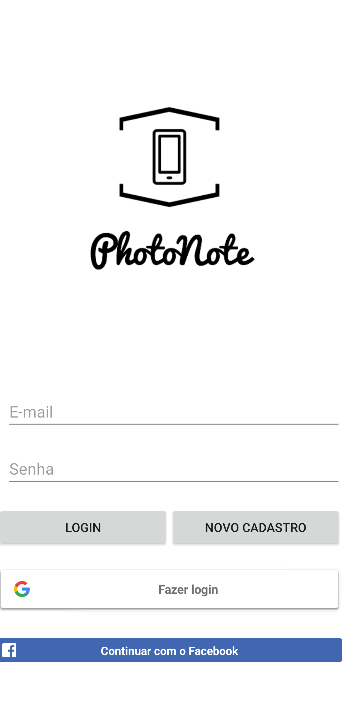 PhotoNote
E-mail
Senha
LOGIN
NOVO CADASTRO
Fazer login
Continuar com o Facebook